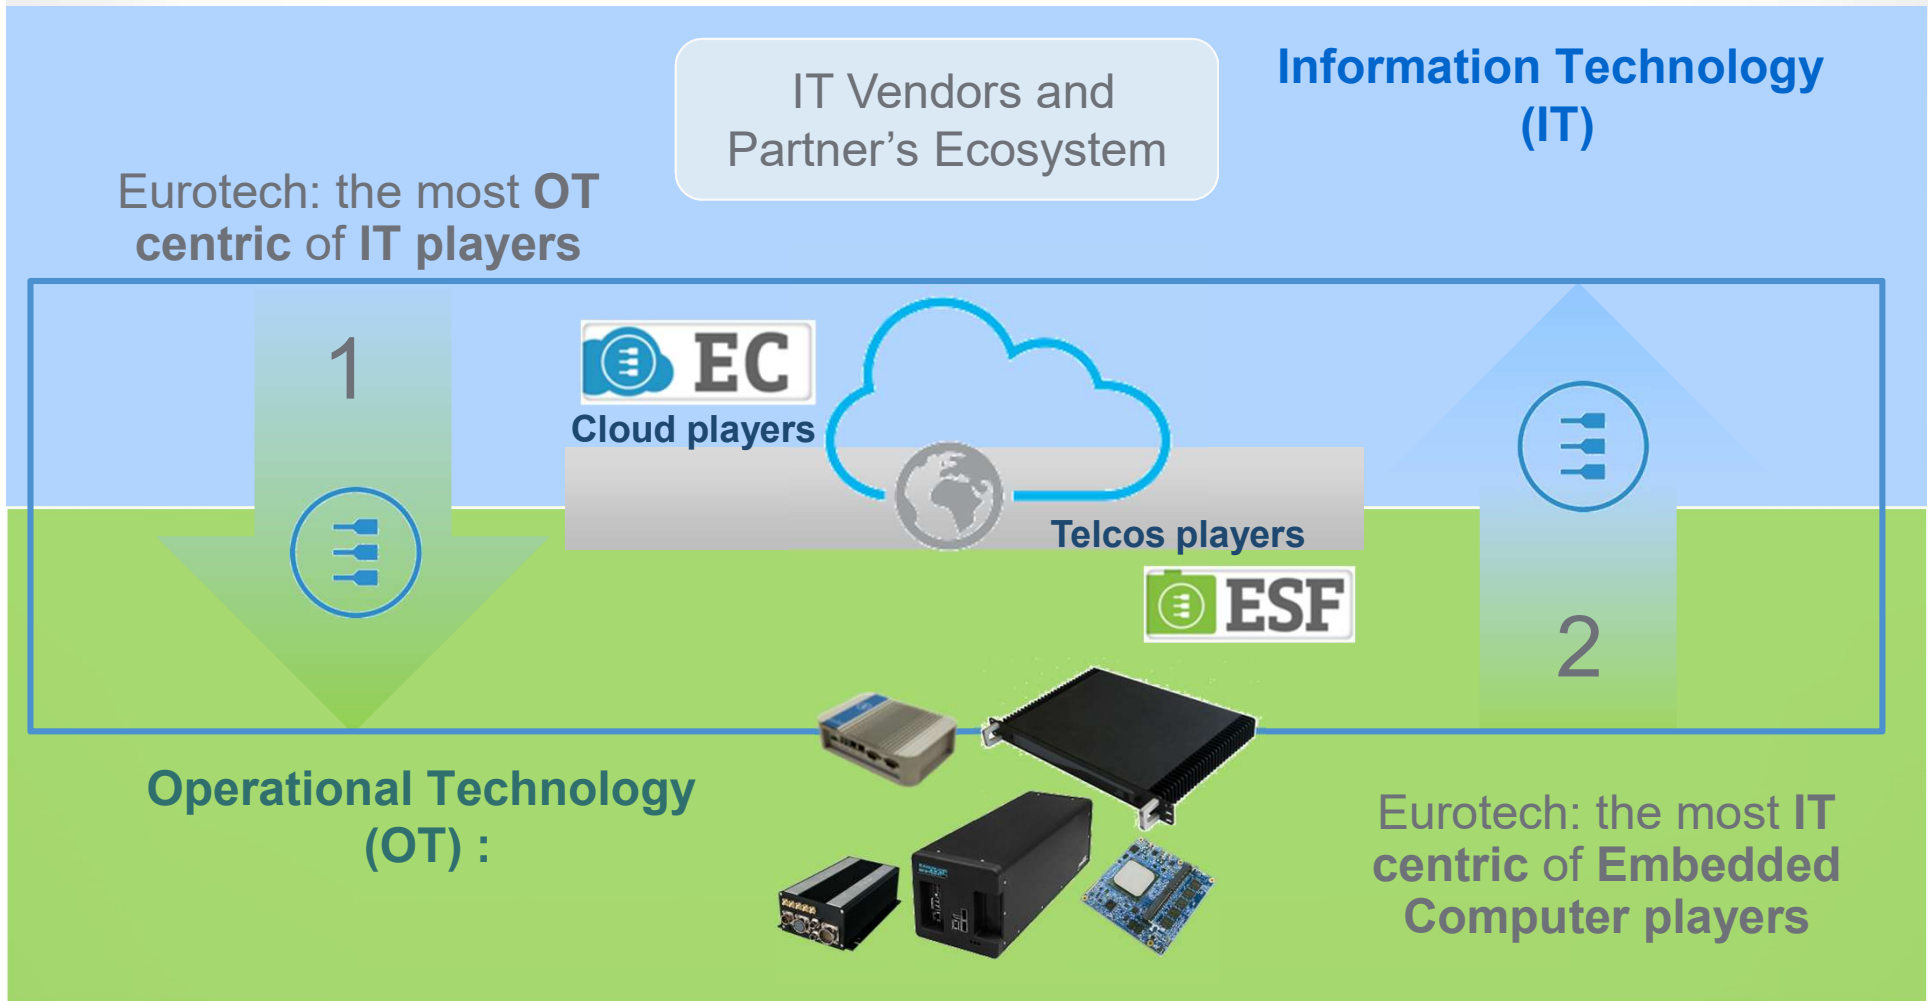 IT Vendors and
Partner’s Ecosystem
Information Technology
(IT)
Eurotech: the most OT
centric of IT players
1
EC
Cloud players
Telcos players
ESF
2
Operational Technology
(OT) :
Eurotech: the most IT
centric of Embedded
Computer players